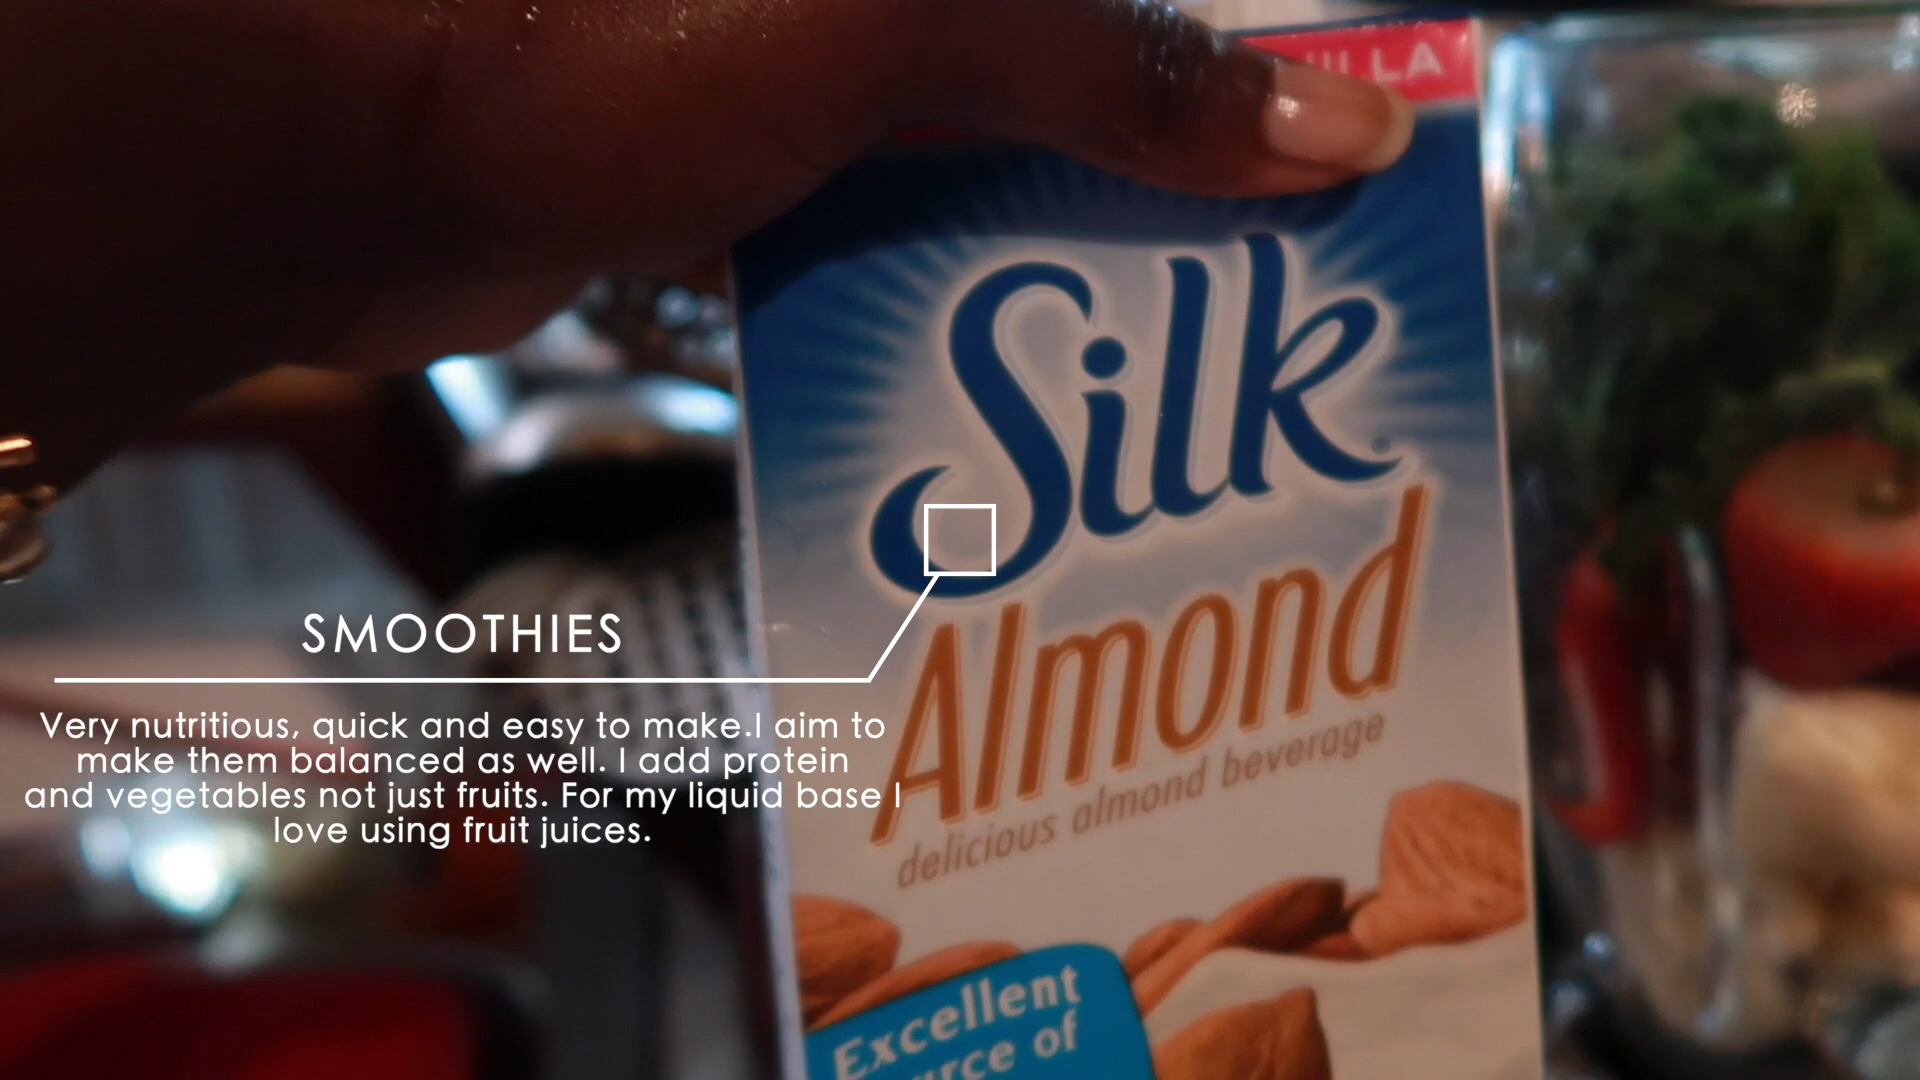 LLA
Silk
Almond
delicious almond beverage
SMOOTHIES
Very nutritious, quick and easy to make.I aim to
make them balanced as well. I add protein
and vegetables not just fruits. For my liquid base I
love using fruit juices.
Excellent
of